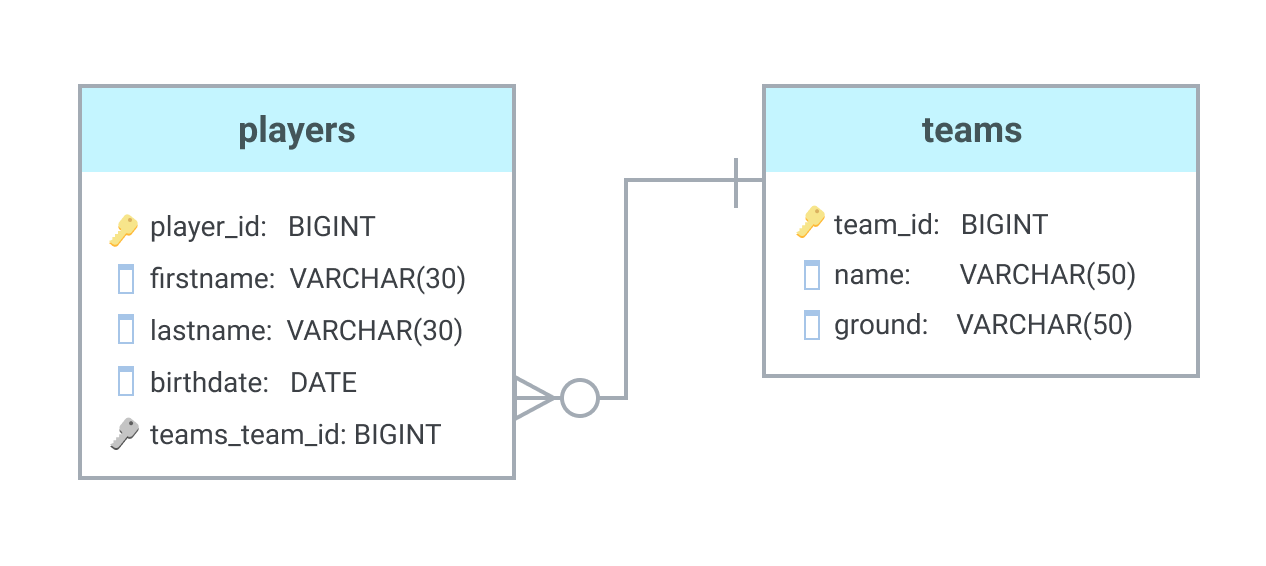 players
player_id: BIGINT
firstname: VARCHAR(30)
lastname: VARCHAR(30)
birthdate: DATE
teams_team_id: BIGINT
teams
team_id: BIGINT
name: VARCHAR(50)
ground: VARCHAR(50)